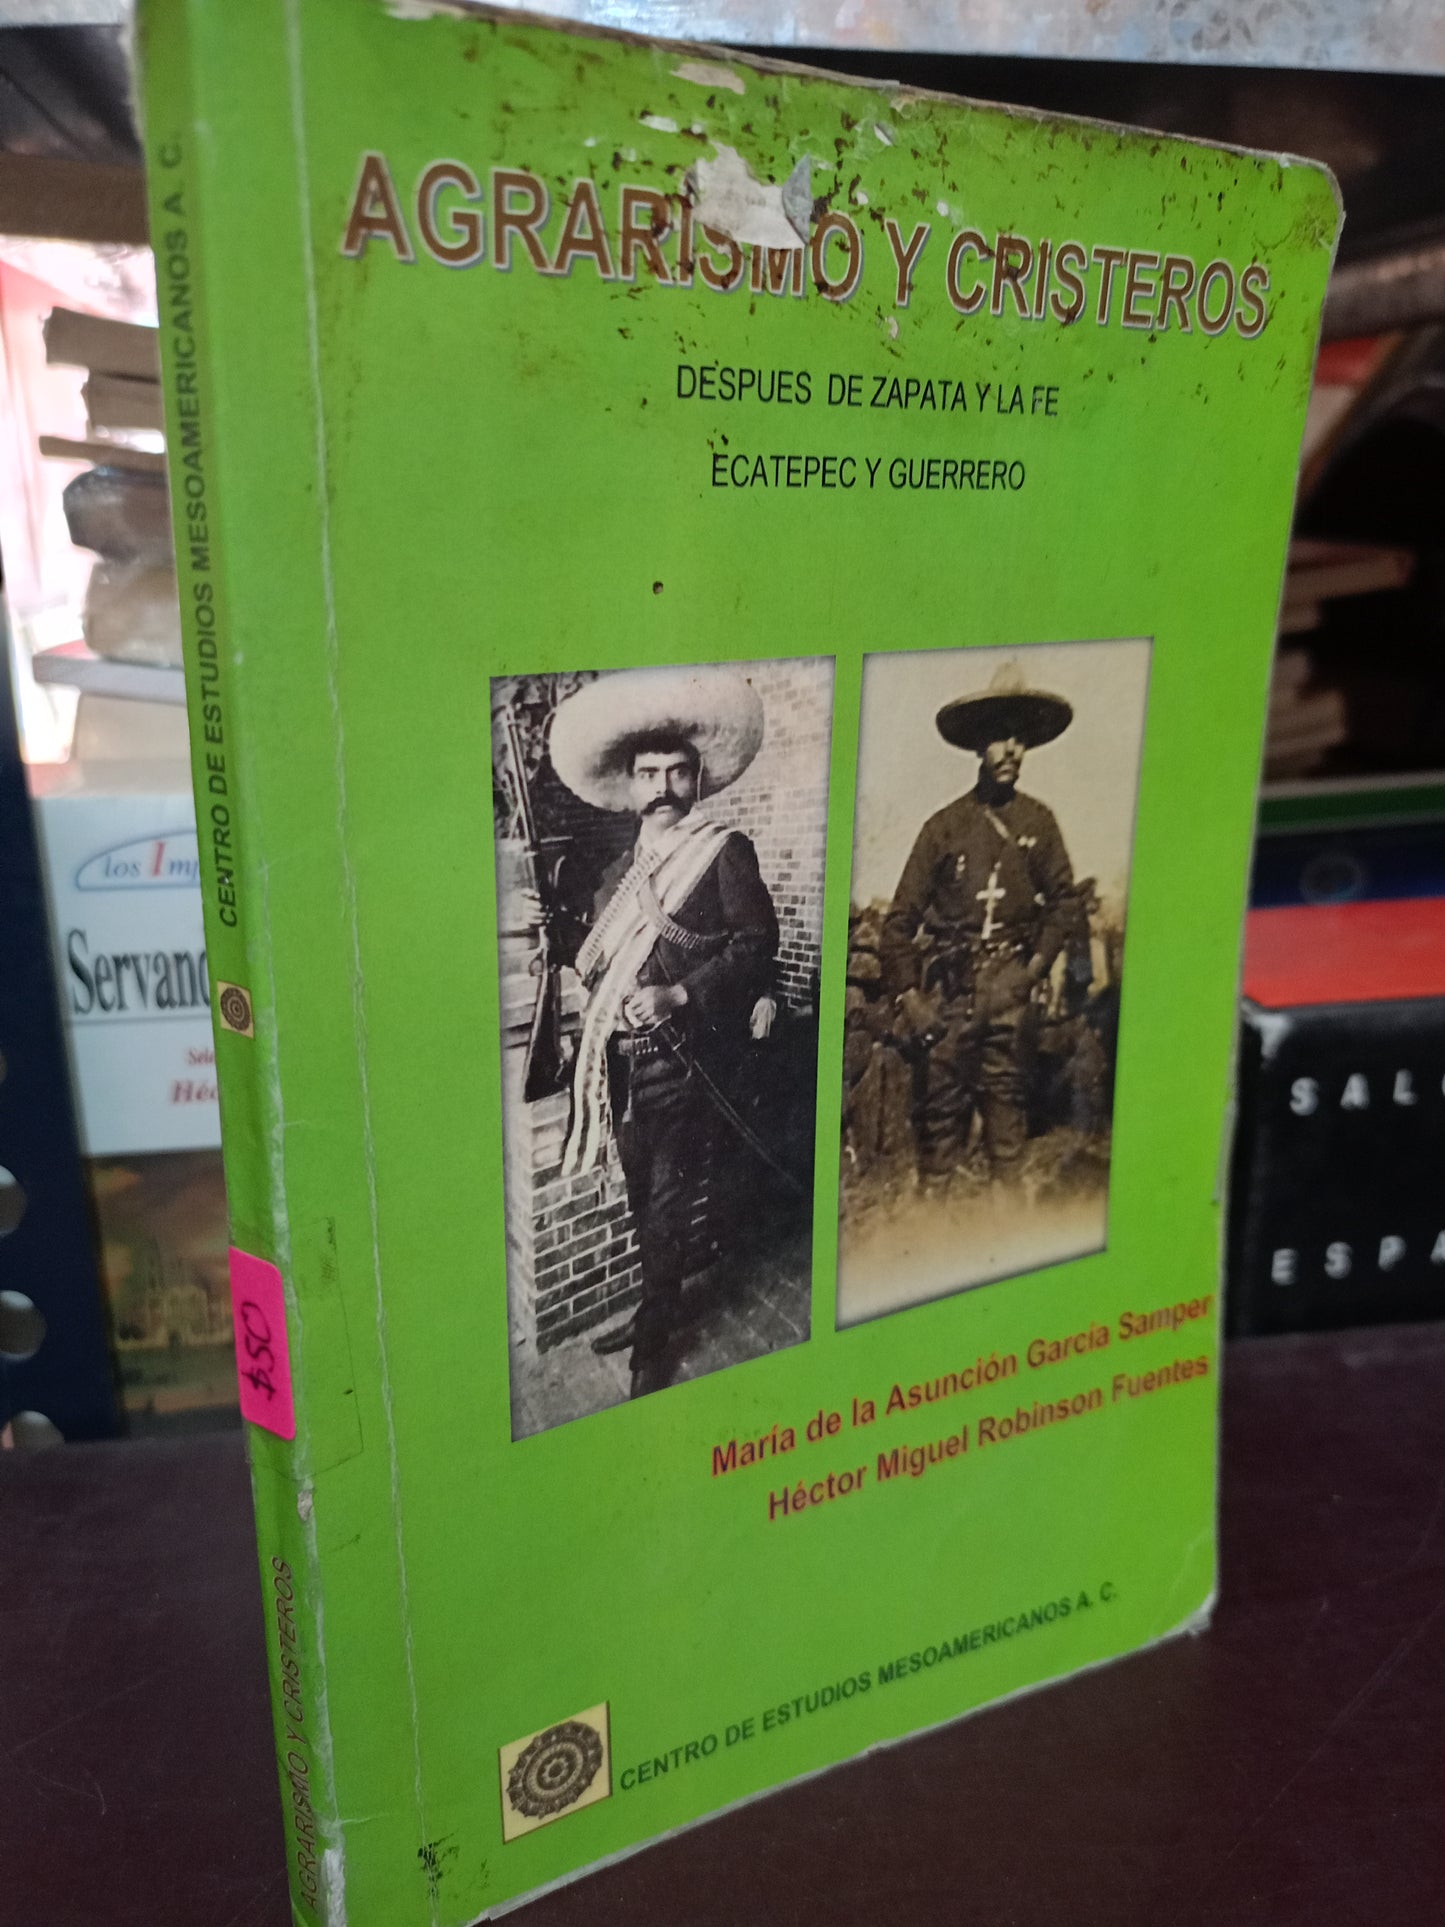 AGRARISMO Y CRISTEROS
DESPUES DE ZAPATA Y LA FE
ECATEPEC Y GUERRERO
María de la Asunción García Samper
Héctor Miguel Robinson Fuentes
CENTRO DE ESTUDIOS MESOAMERICANOS A. C.
CENTRO DE ESTUDIOS MESOAMERICANOS A C.
$50
AGRARISMO Y CRISTEROS
los